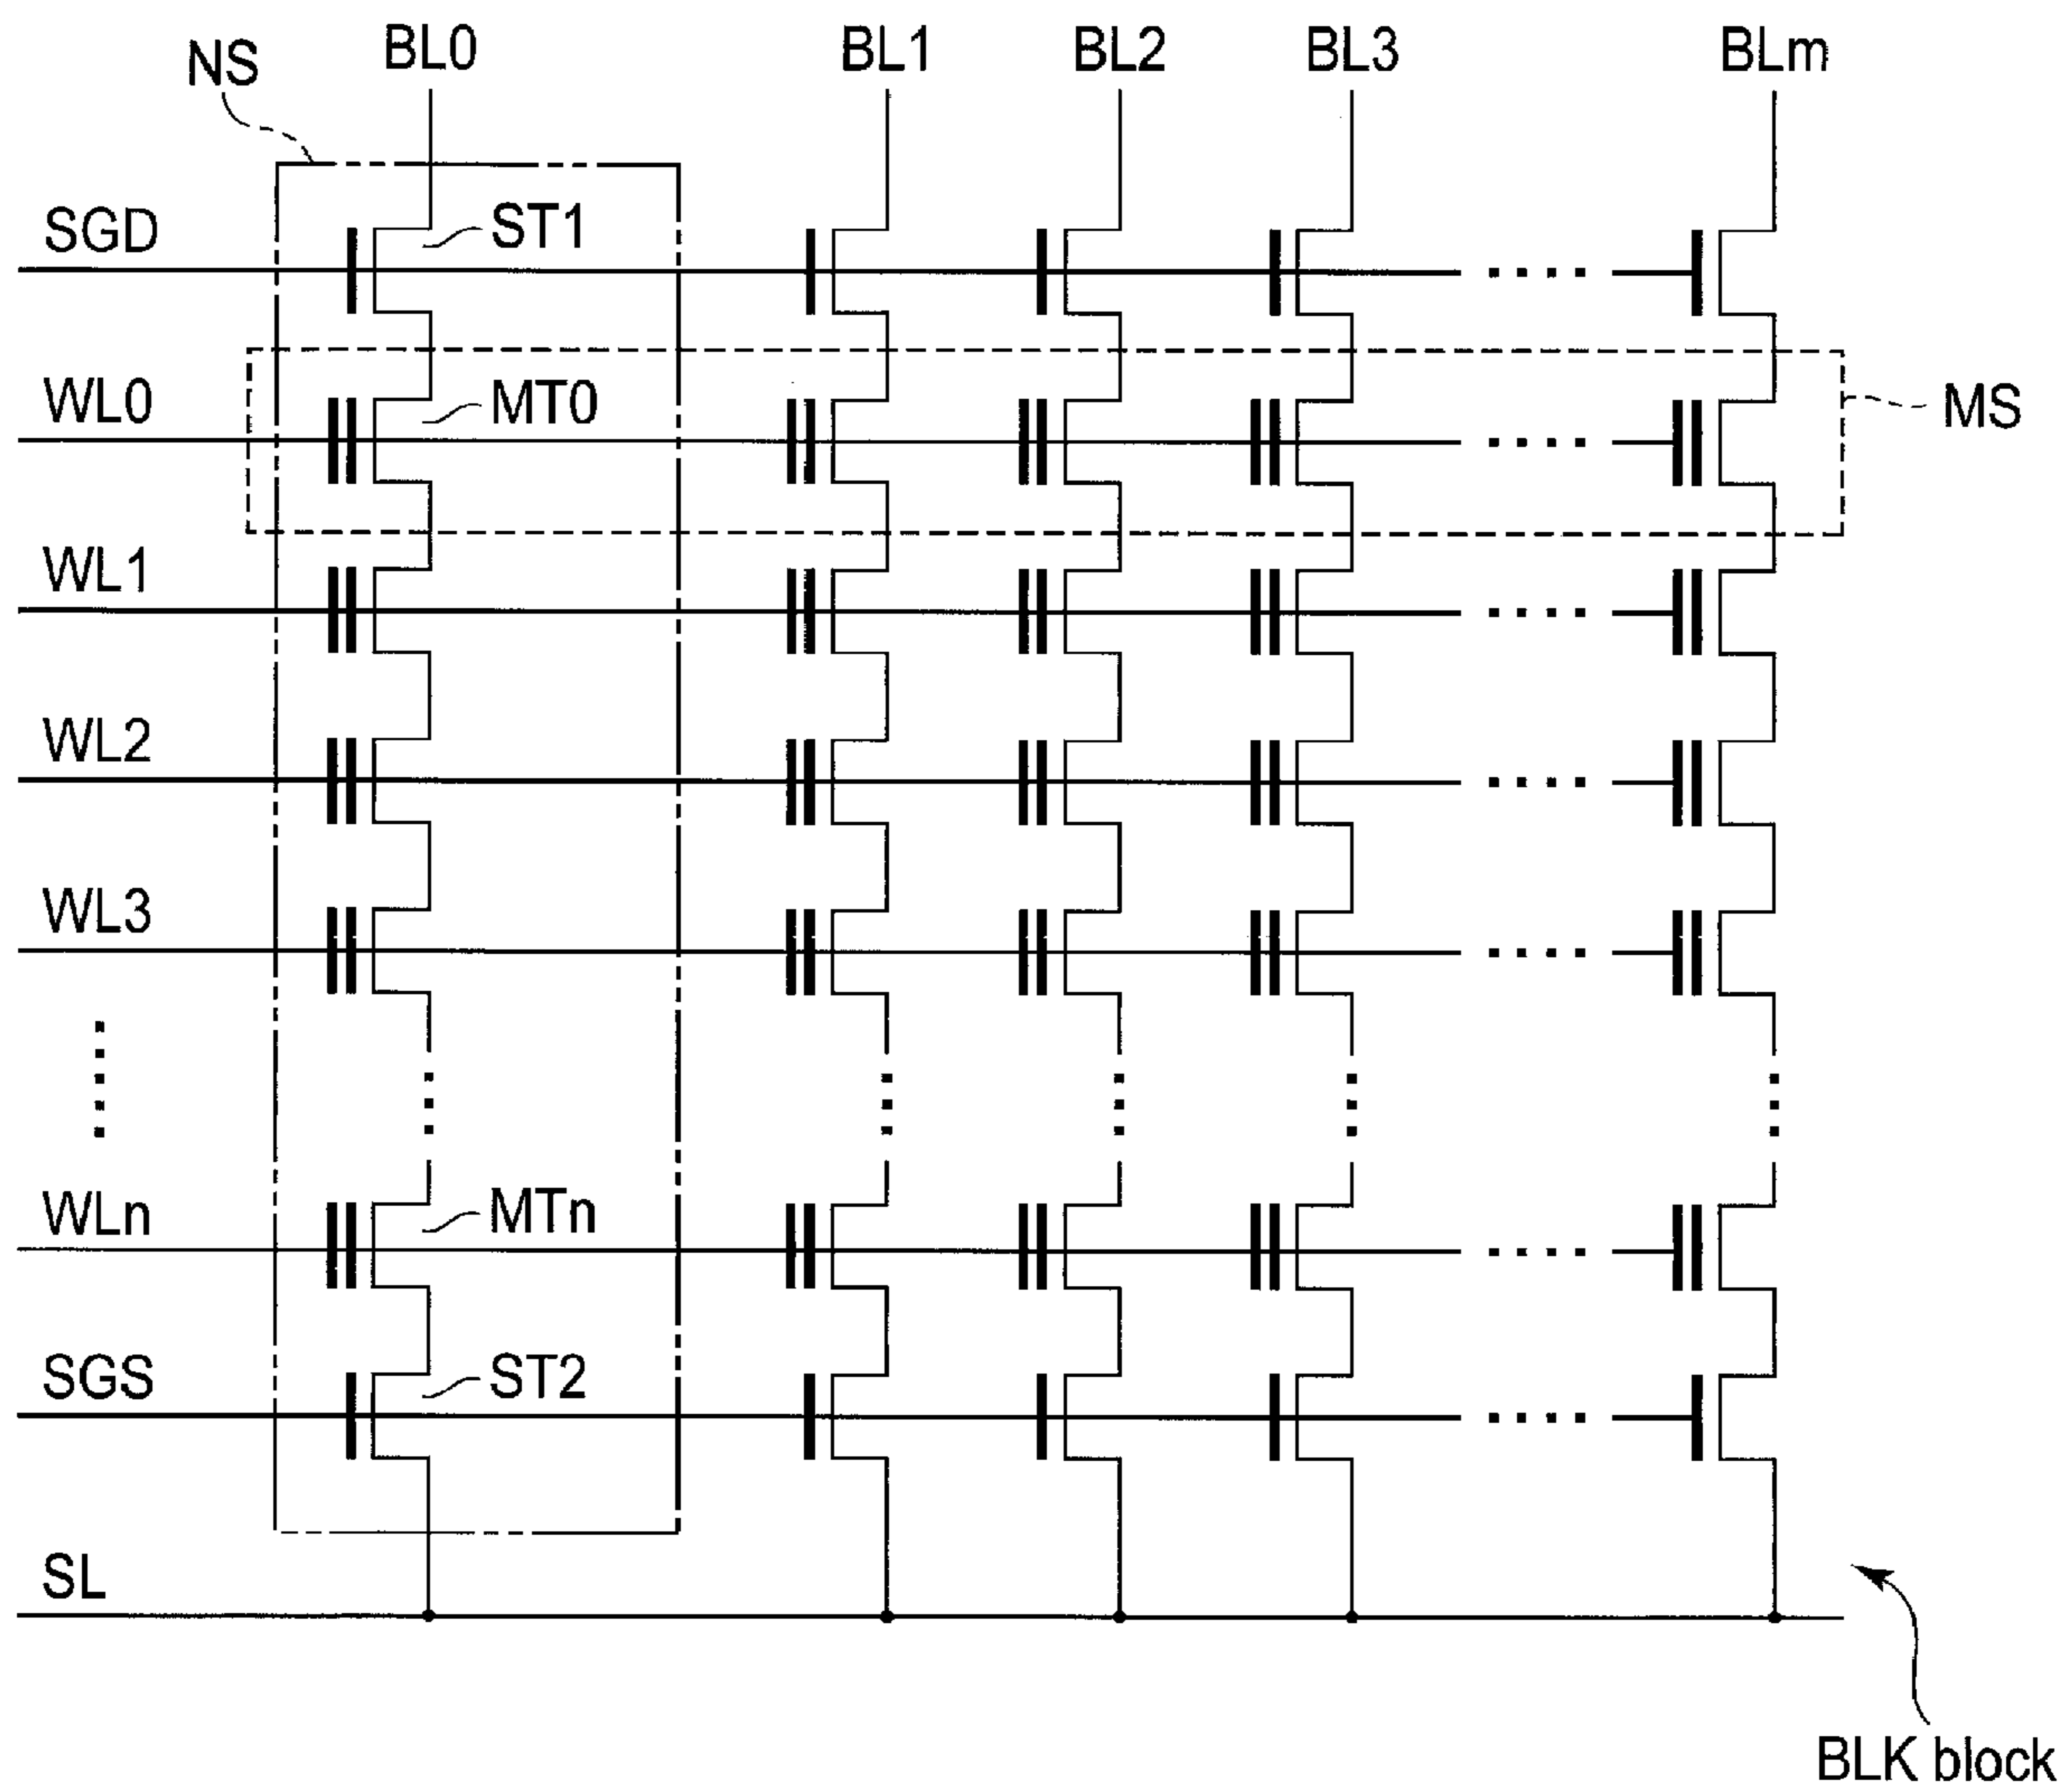 NS
BL0
BL1
BL2
BL3
BLm
SGD
ST1
WL0
MT0
MS
WL1
WL2
WL3
WLn
MTn
SGS
ST2
SL
BLK block